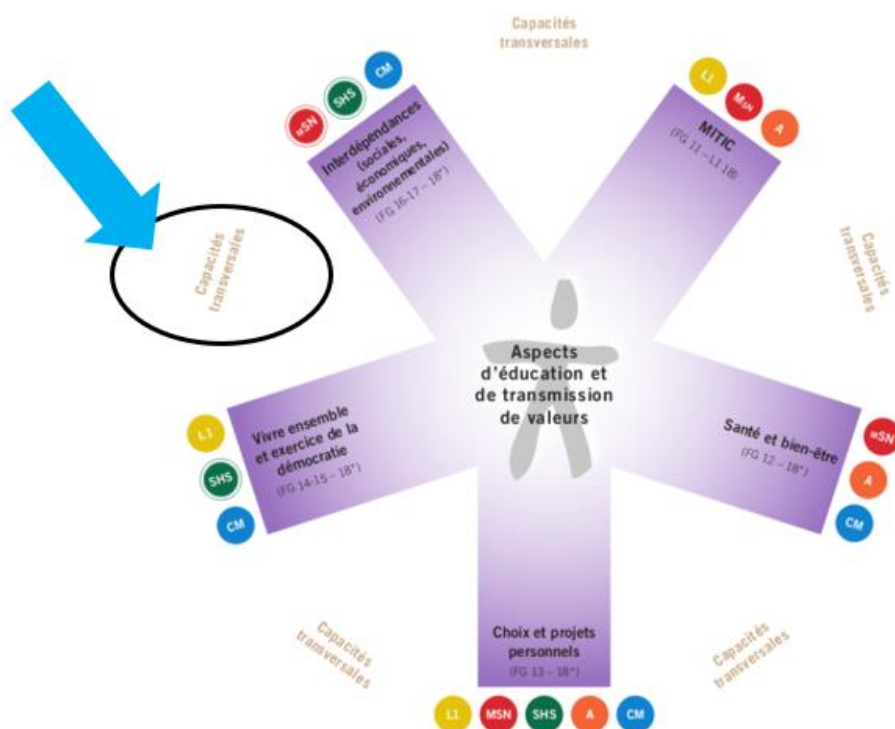 Capacités
transversales
CM
SHS
MSN
Interdépendances
(sociales,
économiques,
environnementales)
(FG 16-17 – 18*)
L1
MSN
A
MITIC
(FG 11 – L1 18)
Capacités
transversales
Capacités
transversales
Aspects
d'éducation et
de transmission
de valeurs
L1
SHS
CM
Vivre ensemble
et exercice de la
démocratie
(FG 14-15 – 18*)
Santé et bien-être
(FG 12 – 18*)
MSN
A
CM
Capacités
transversales
Choix et projets
personnels
(FG 13 – 18*)
Capacités
transversales
L1
MSN
SHS
A
CM